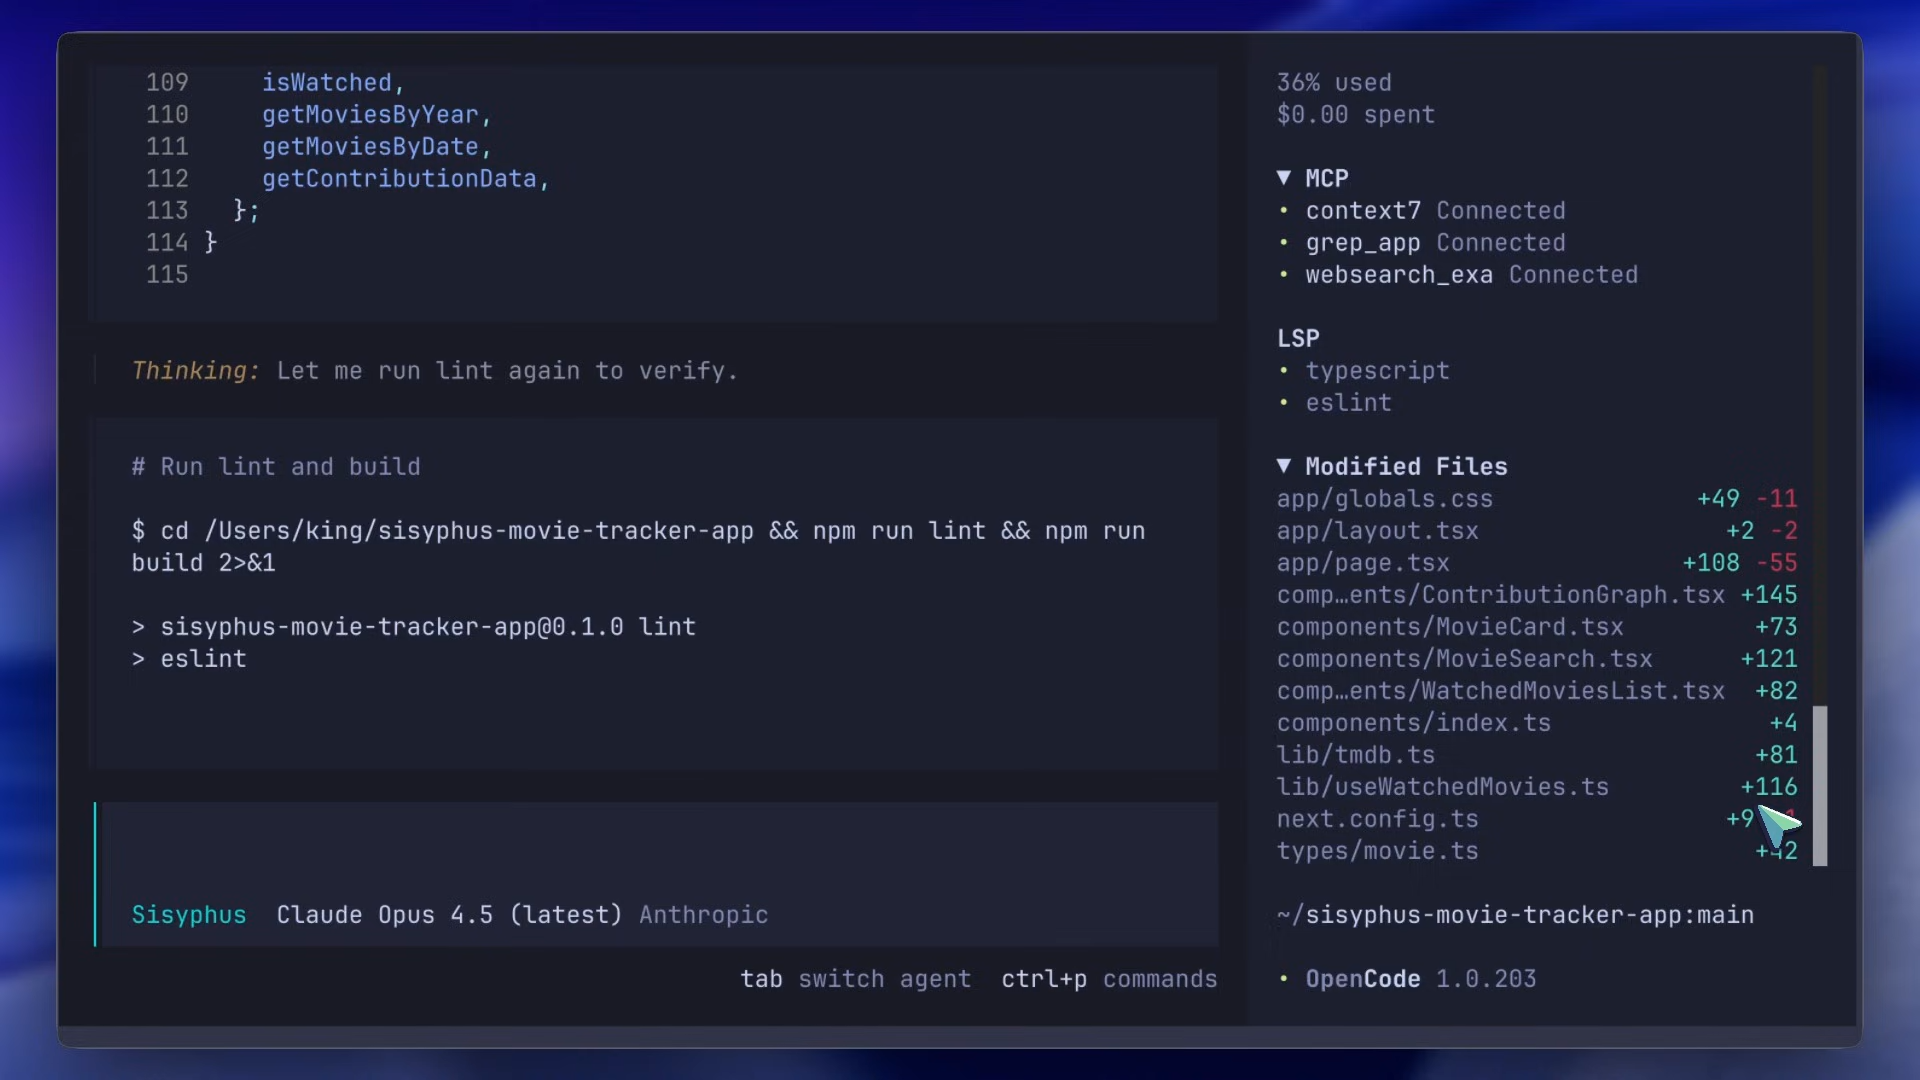 109 isWatched,
110 getMoviesByYear,
111 getMoviesByDate,
112 getContributionData,
113 };
114 }
115
Thinking: Let me run lint again to verify.
# Run lint and build
$ cd /Users/king/sisyphus-movie-tracker-app && npm run lint && npm run
build 2>&1
> sisyphus-movie-tracker-app@0.1.0 lint
> eslint
Sisyphus Claude Opus 4.5 (latest) Anthropic
tab switch agent ctrl+p commands
36% used
$0.00 spent
▼ MCP
• context7 Connected
• grep_app Connected
• websearch_exa Connected
LSP
• typescript
• eslint
▼ Modified Files
app/globals.css +49 -11
app/layout.tsx +2 -2
app/page.tsx +108 -55
comp…ents/ContributionGraph.tsx +145
components/MovieCard.tsx +73
components/MovieSearch.tsx +121
comp…ents/WatchedMoviesList.tsx +82
components/index.ts +4
lib/tmdb.ts +81
lib/useWatchedMovies.ts +116
next.config.ts +9
types/movie.ts +42
~/sisyphus-movie-tracker-app:main
• OpenCode 1.0.203